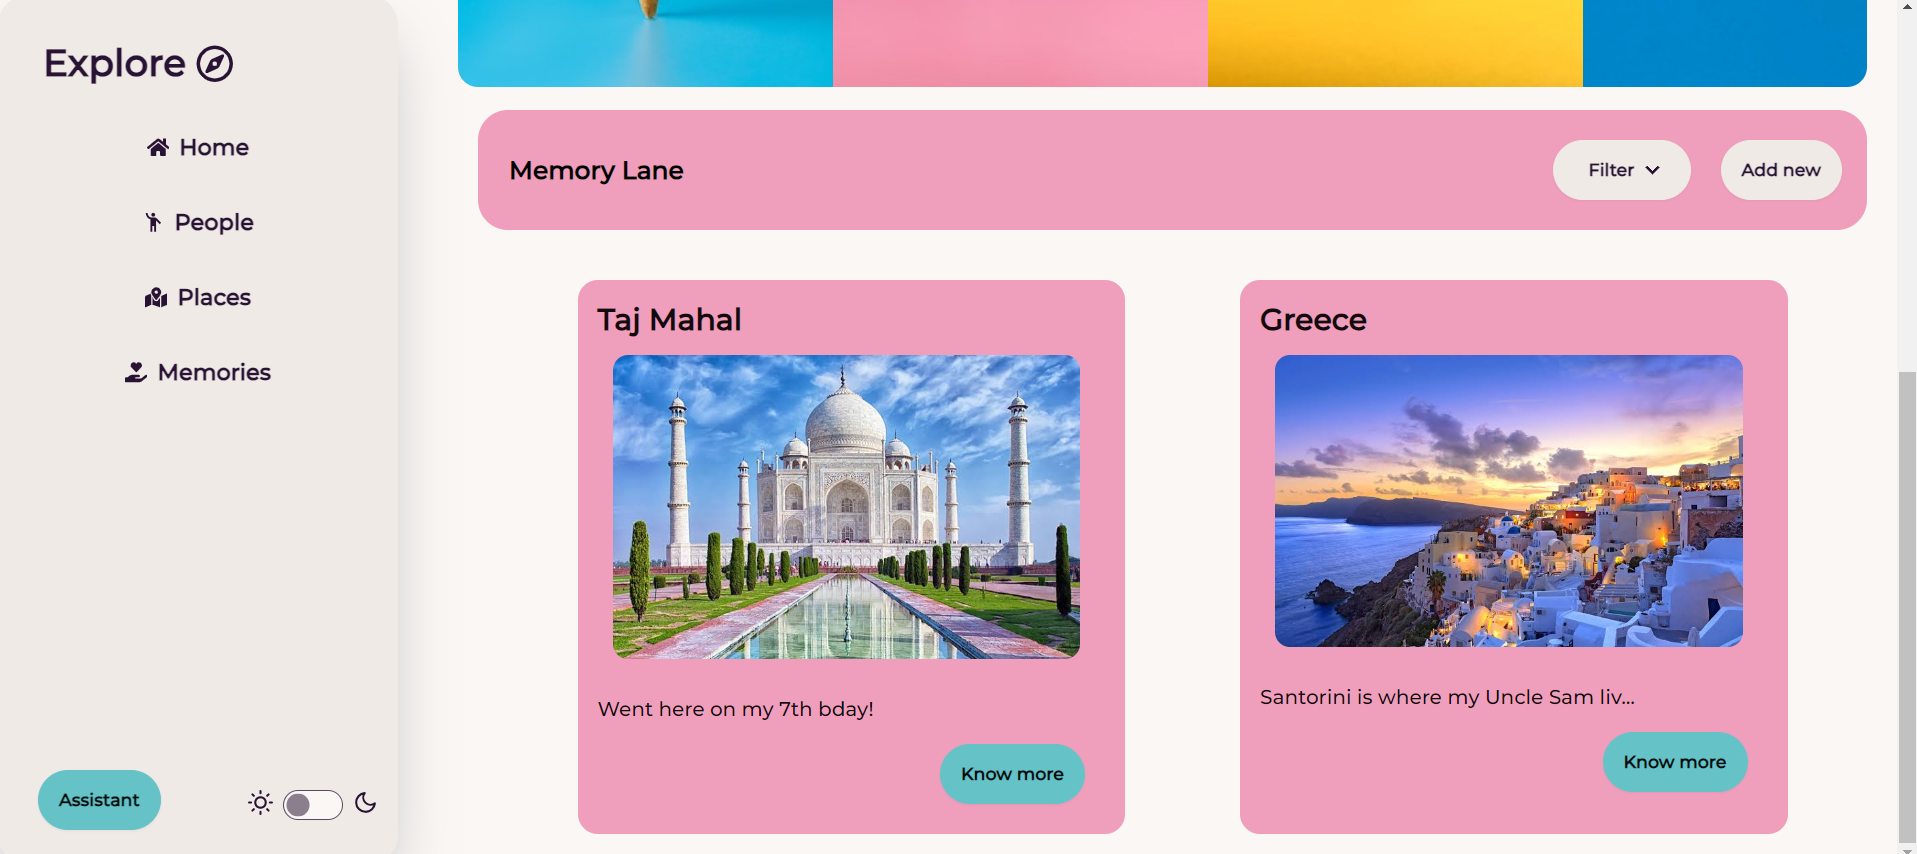 Explore
Home
People
Places
Memories
Assistant
Memory Lane
Filter
Add new
Taj Mahal
Went here on my 7th bday!
Know more
Greece
Santorini is where my Uncle Sam liv...
Know more